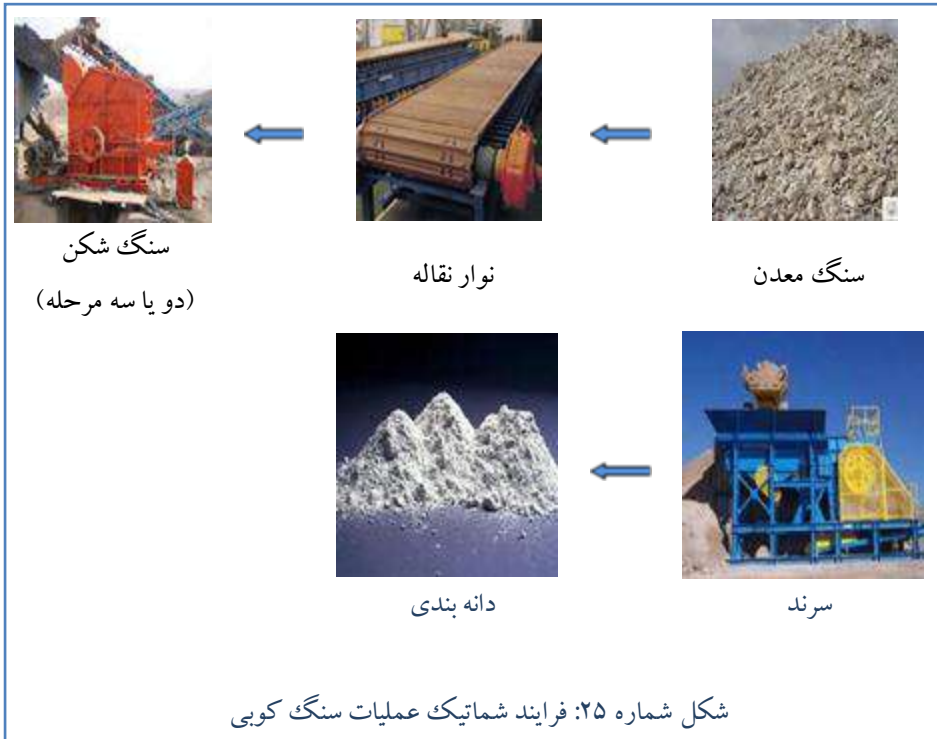 سنگ معدن
نوار نقاله
سنگ شکن
(دو یا سه مرحله)
سرند
دانه بندی
شکل شماره ۲۵: فرایند شماتیک عملیات سنگ کوبی